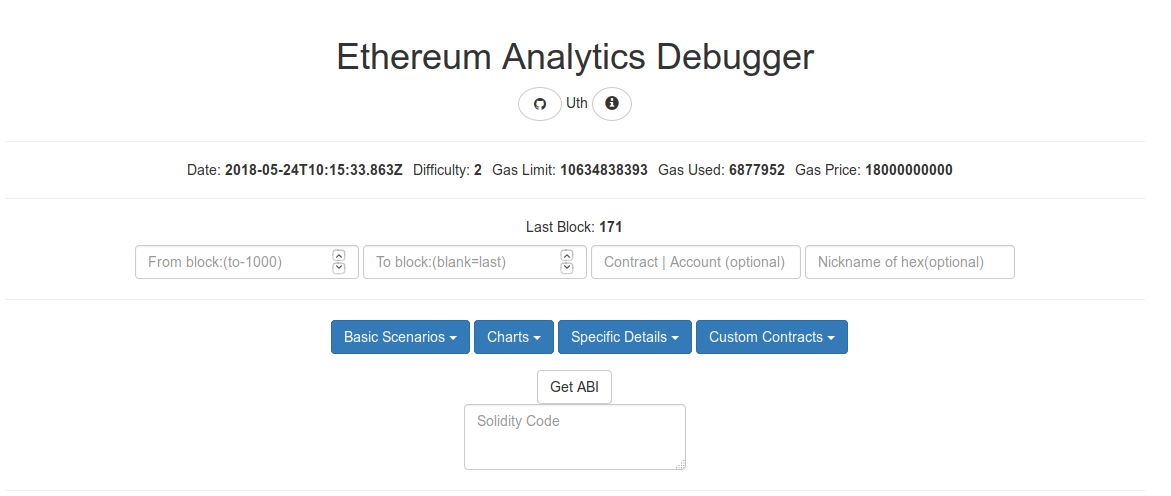 Ethereum Analytics Debugger
Uth
Date: 2018-05-24T10:15:33.863Z Difficulty: 2 Gas Limit: 10634838393 Gas Used: 6877952 Gas Price: 18000000000
Last Block: 171
From block:(to-1000) To block:(blank=last) Contract | Account (optional) Nickname of hex(optional)
Basic Scenarios Charts Specific Details Custom Contracts
Get ABI
Solidity Code